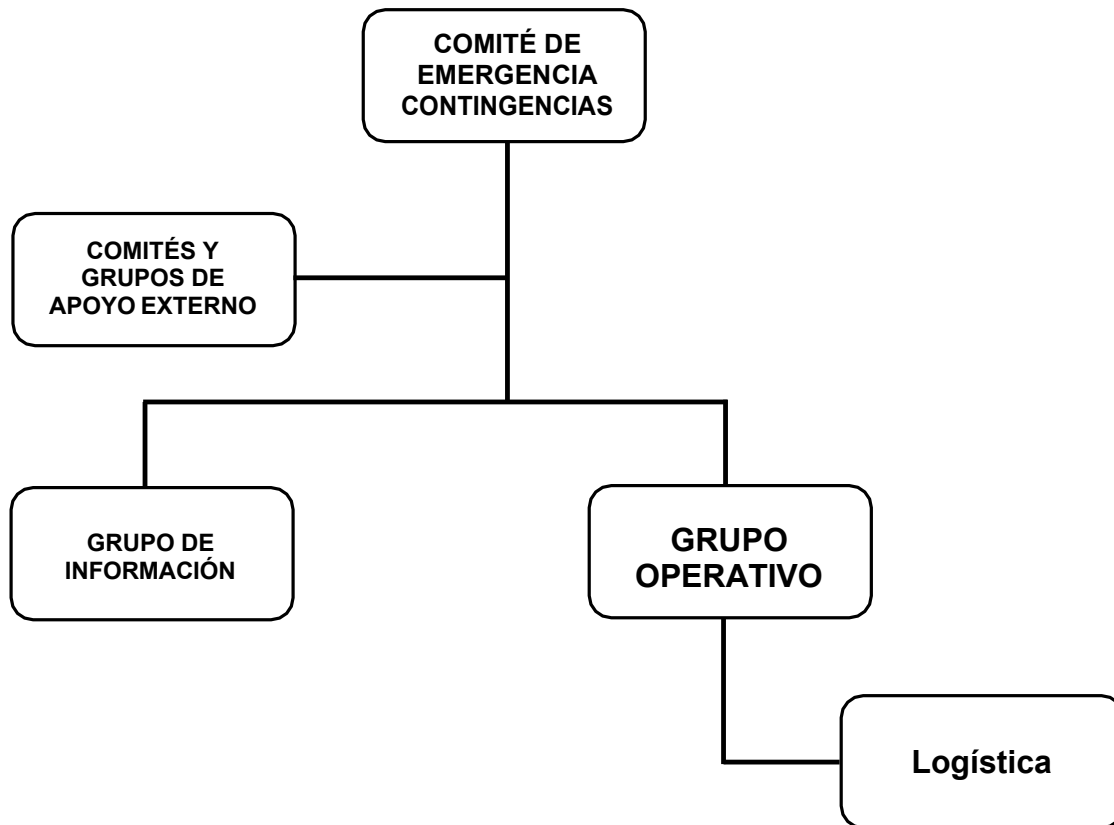 COMITÉ DE
EMERGENCIA
CONTINGENCIAS
COMITÉS Y
GRUPOS DE
APOYO EXTERNO
GRUPO DE
INFORMACIÓN
GRUPO
OPERATIVO
Logística